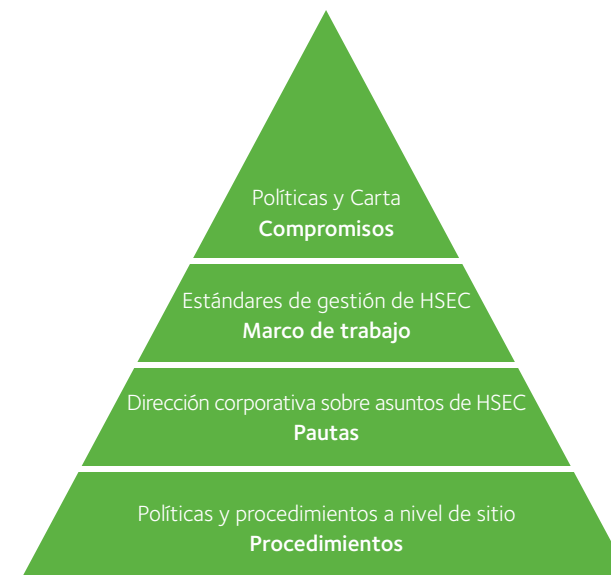 Políticas y Carta
Compromisos
Estándares de gestión de HSEC
Marco de trabajo
Dirección corporativa sobre asuntos de HSEC
Pautas
Políticas y procedimientos a nivel de sitio
Procedimientos